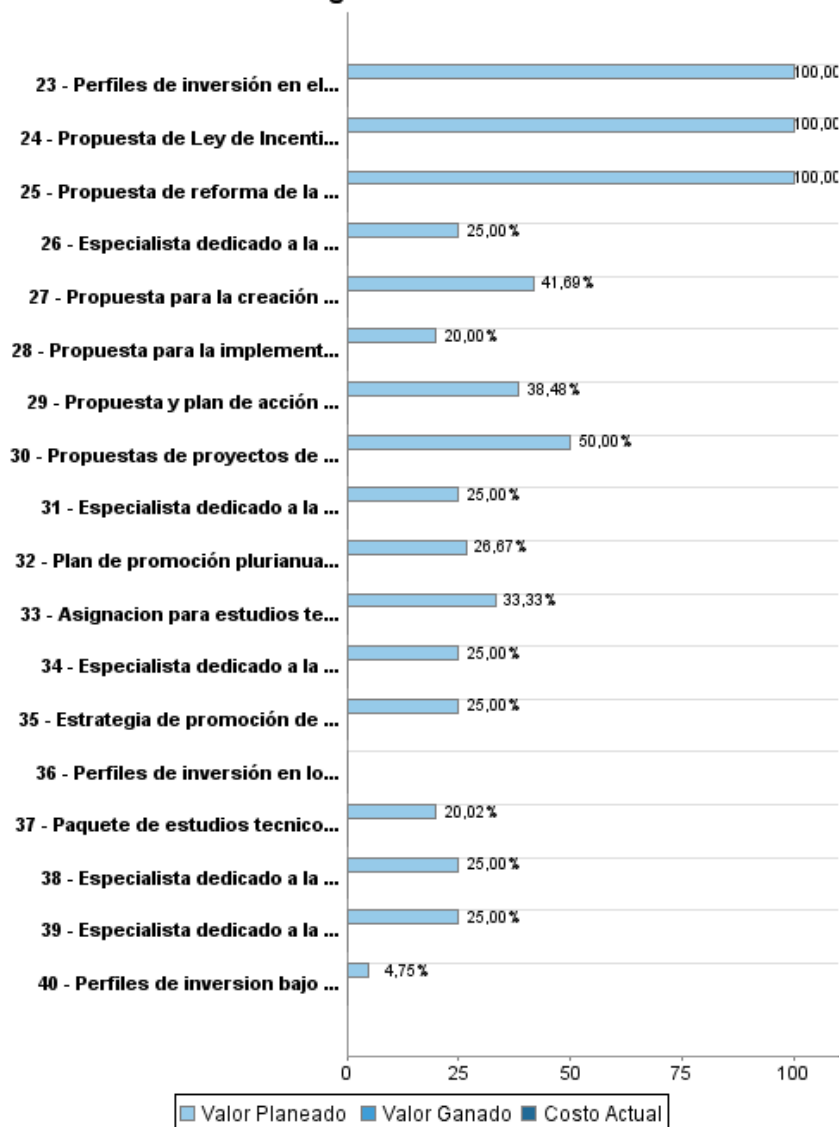 23 - Perfiles de inversión en el...
100,00
24 - Propuesta de Ley de Incenti...
100,00
25 - Propuesta de reforma de la ...
100,00
26 - Especialista dedicado a la ...
25,00%
27 - Propuesta para la creación ...
41,69%
28 - Propuesta para la implement...
20,00%
29 - Propuesta y plan de acción ...
38,48%
30 - Propuestas de proyectos de ...
50,00%
31 - Especialista dedicado a la ...
25,00%
32 - Plan de promoción plurianua...
26,67%
33 - Asignacion para estudios te...
33,33%
34 - Especialista dedicado a la ...
25,00%
35 - Estrategia de promoción de ...
25,00%
36 - Perfiles de inversión en lo...
37 - Paquete de estudios tecnico...
20,02%
38 - Especialista dedicado a la ...
25,00%
39 - Especialista dedicado a la ...
25,00%
40 - Perfiles de inversion bajo ...
4,75%
0 25 50 75 100
Valor Planeado Valor Ganado Costo Actual